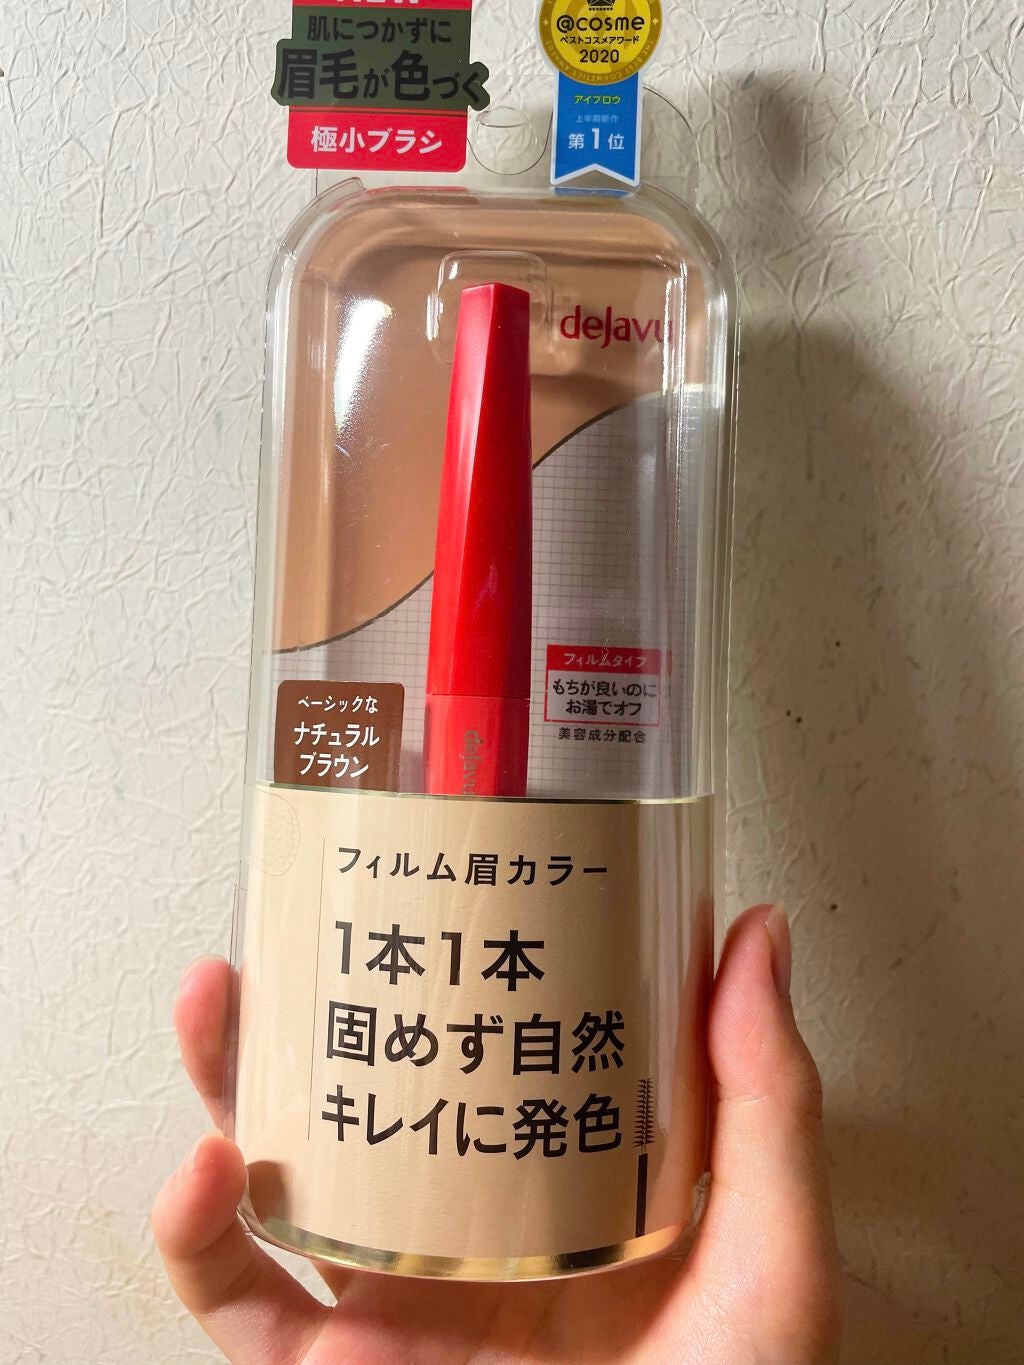 NEW
肌につかずに
眉毛が色づく
極小ブラシ
@cosme
ベストコスメアワード
2020
アイブロウ
上半期新作
第1位
dejavu
フィルムタイプ
もちが良いのに
お湯でオフ
美容成分配合
ベーシックな
ナチュラル
ブラウン
dejavu
フィルム眉カラー
1本1本
固めず自然
キレイに発色